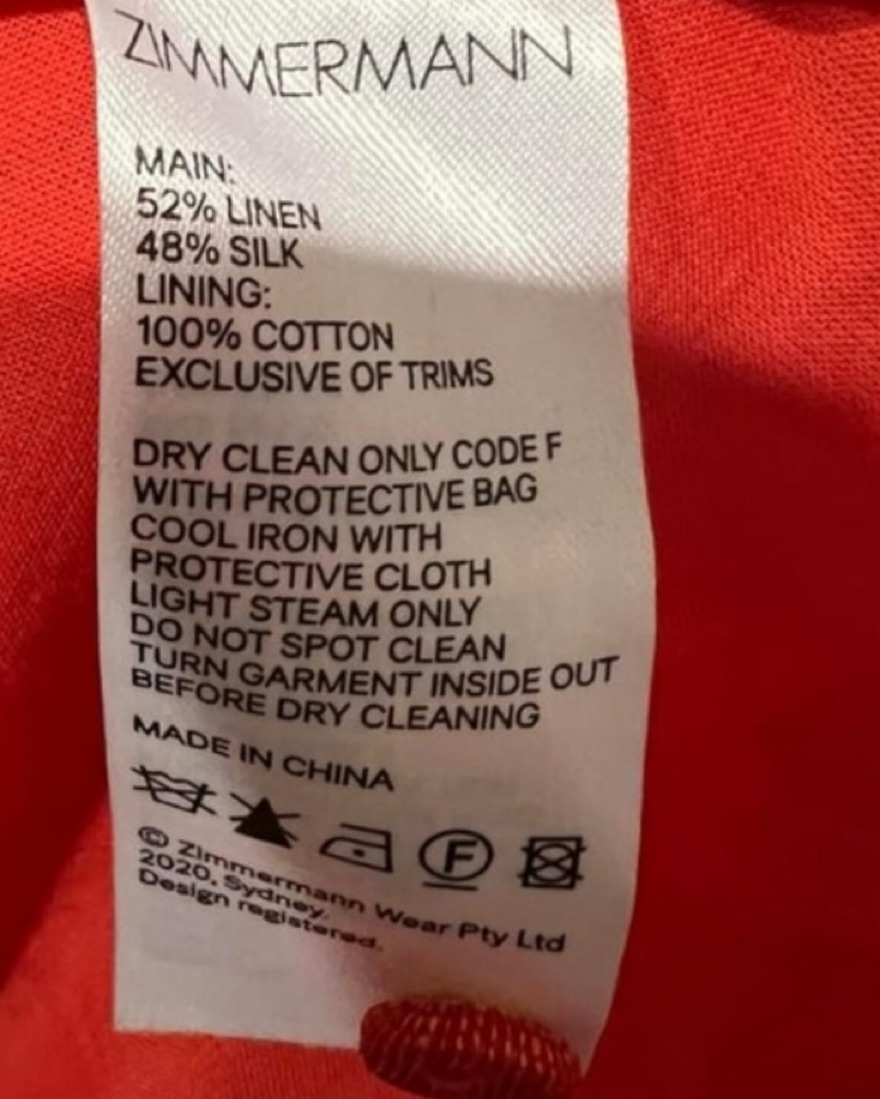 ZIMMERMANN
MAIN:
52% LINEN
48% SILK
LINING:
100% COTTON
EXCLUSIVE OF TRIMS
DRY CLEAN ONLY CODE F
WITH PROTECTIVE BAG
COOL IRON WITH
PROTECTIVE CLOTH
LIGHT STEAM ONLY
DO NOT SPOT CLEAN
TURN GARMENT INSIDE OUT
BEFORE DRY CLEANING
MADE IN CHINA
F
© Zimmermann Wear Pty Ltd
2020, Sydney.
Design registered.